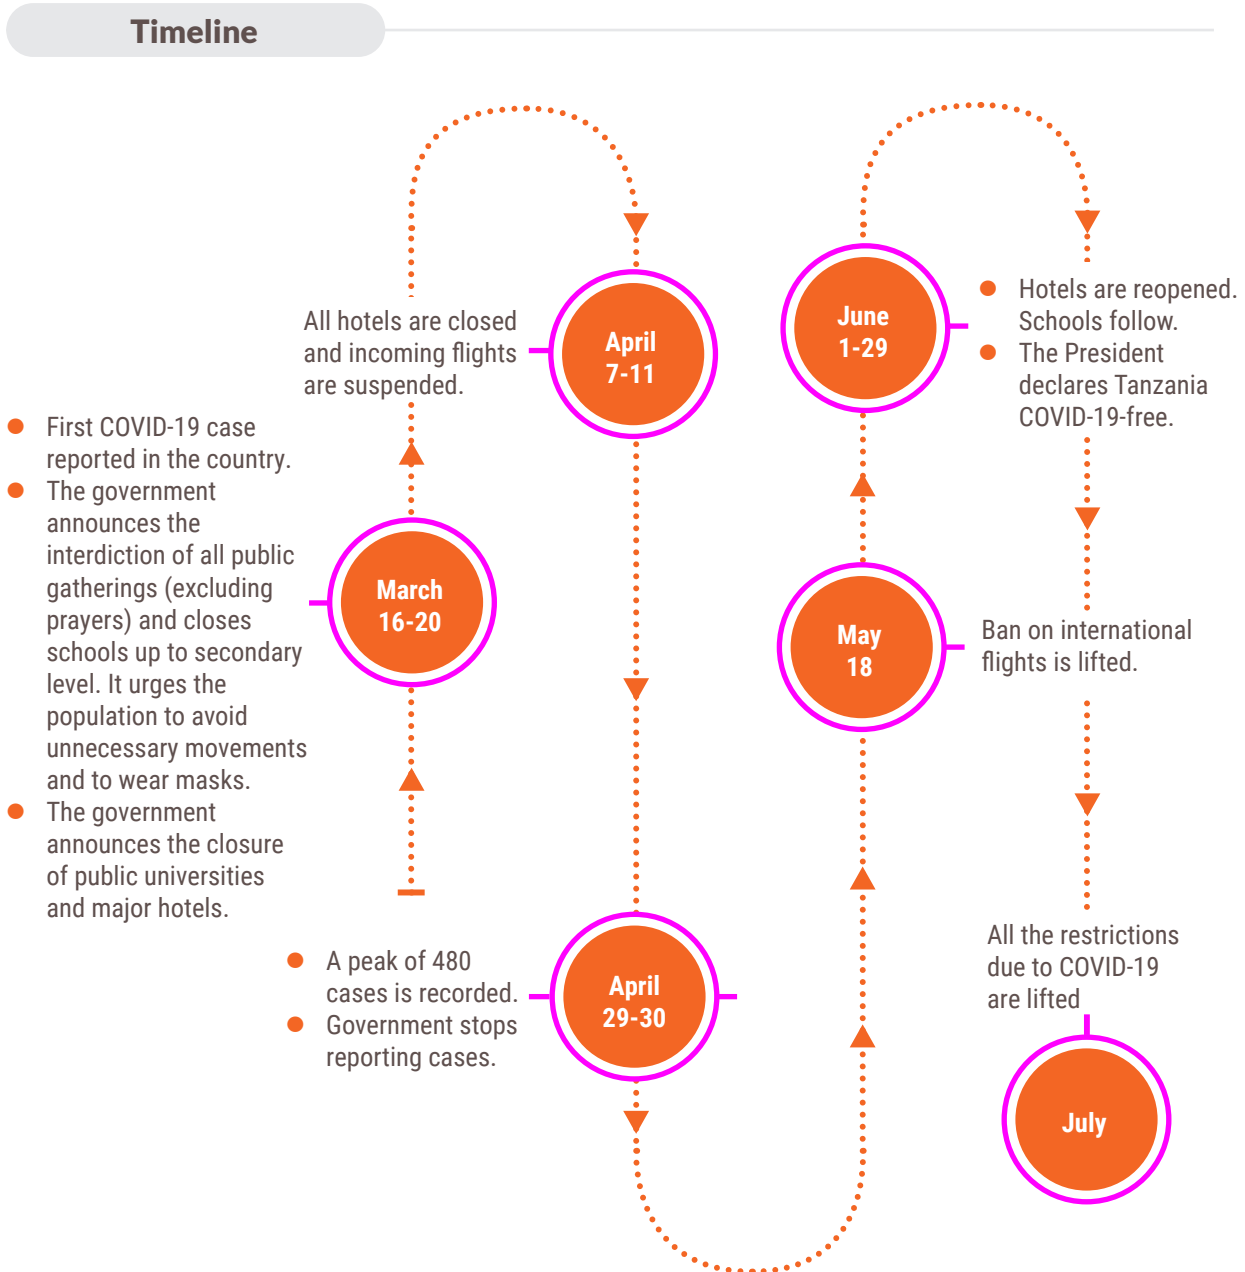 Timeline
First COVID-19 case
reported in the country.
The government
announces the
interdiction of all public
gatherings (excluding
prayers) and closes
schools up to secondary
level. It urges the
population to avoid
unnecessary movements
and to wear masks.
The government
announces the closure
of public universities
and major hotels.
March
16-20
All hotels are closed
and incoming flights
are suspended.
April
7-11
A peak of 480
cases is recorded.
Government stops
reporting cases.
April
29-30
May
18
Ban on international
flights is lifted.
June
1-29
Hotels are reopened.
Schools follow.
The President
declares Tanzania
COVID-19-free.
All the restrictions
due to COVID-19
are lifted
July